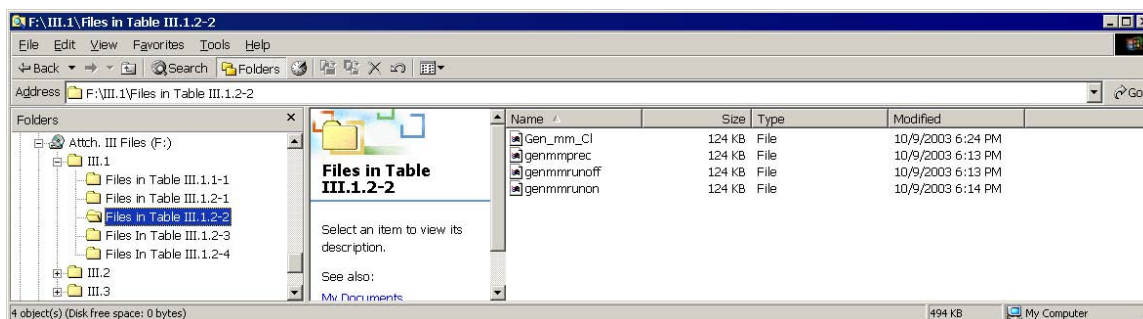 F:\III.1\Files in Table III.1.2-2
File Edit View Favorites Tools Help
Back Search Folders
Address F:\III.1\Files in Table III.1.2-2 Go
Folders
Attch. III Files (F:)
III.1
Files in Table III.1.1-1
Files in Table III.1.2-1
Files in Table III.1.2-2
Files In Table III.1.2-3
Files In Table III.1.2-4
III.2
III.3
Files in Table
III.1.2-2
Select an item to view its
description.
See also:
My Documents
Name Size Type Modified
Gen_mm_Cl 124 KB File 10/9/2003 6:24 PM
genmmprec 124 KB File 10/9/2003 6:13 PM
genmmrunoff 124 KB File 10/9/2003 6:13 PM
genmmrunon 124 KB File 10/9/2003 6:14 PM
4 object(s) (Disk free space: 0 bytes) 494 KB My Computer